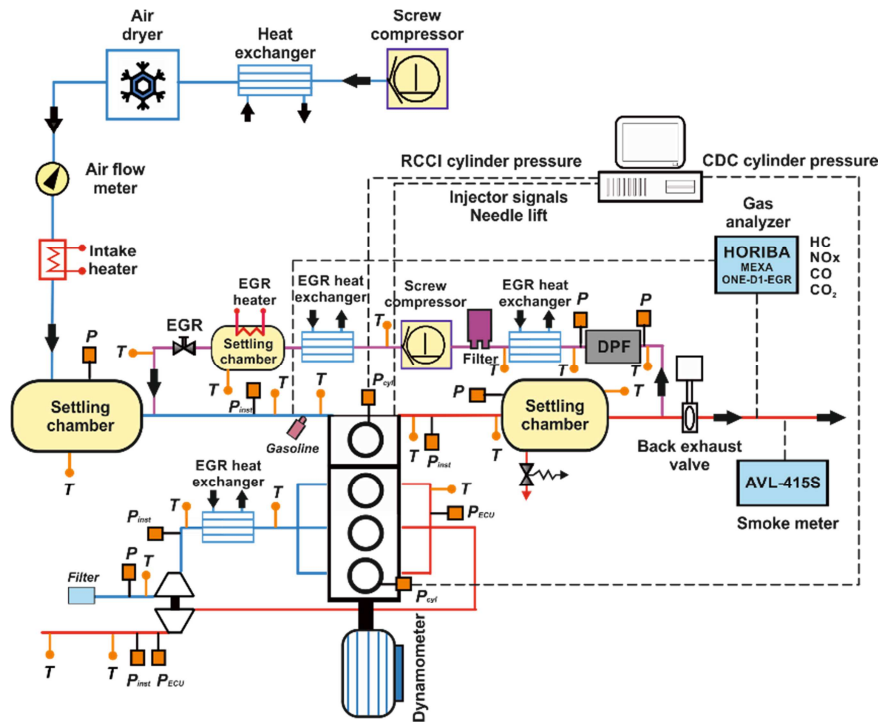 Air
dryer
Heat
exchanger
Screw
compressor
Air flow
meter
Intake
heater
RCCI cylinder pressure
CDC cylinder pressure
Injector signals
Needle lift
Gas
analyzer
HORIBA
MEXA
ONE-D1-EGR
HC
NOx
CO
CO2
EGR
EGR
heater
EGR heat
exchanger
Screw
compressor
EGR heat
exchanger
P
P
P
T
T
Settling
chamber
T
Filter
T
T
DPF
T
Settling
chamber
T
Pinst
T
T
Gasoline
Pcyl
P
T
Settling
chamber
T
Pinst
T
Back exhaust
valve
AVL-415S
Smoke meter
EGR heat
exchanger
Pinst
T
T
T
PECU
Filter
P
T
Pcyl
T
T
Pinst
PECU
Dynamometer